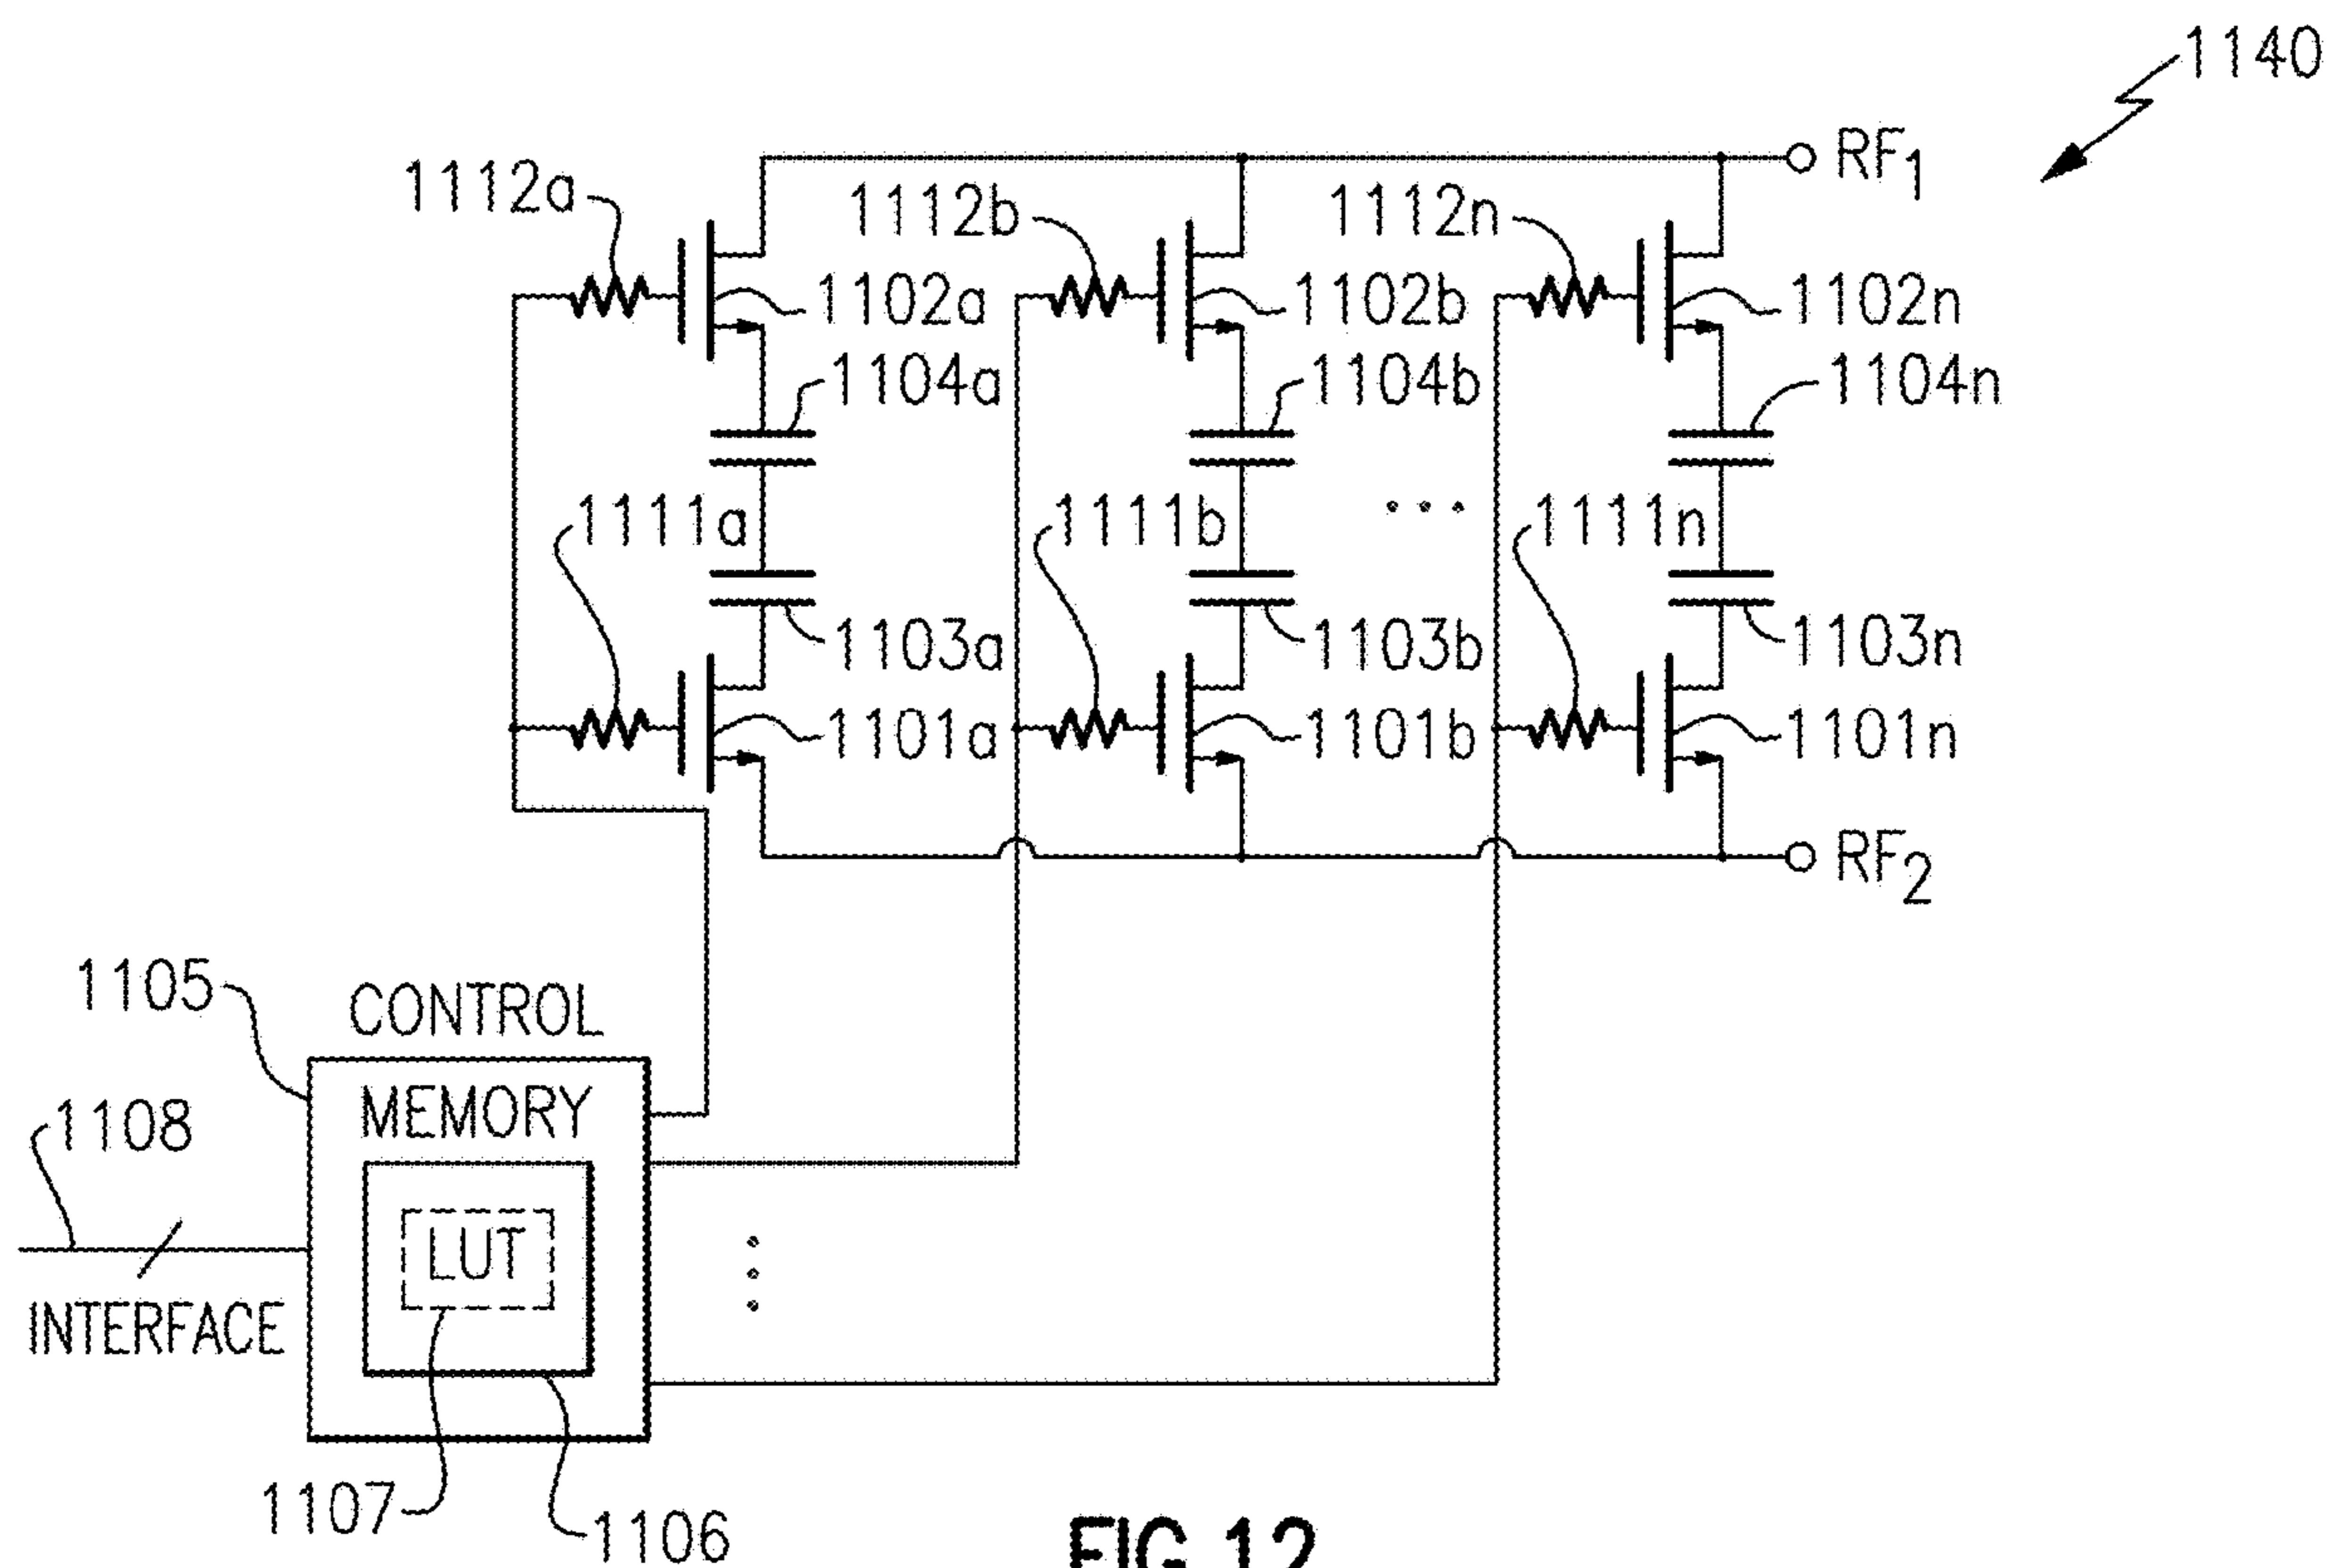 1140
RF1
1112a
1112b
1112n
1102a
1102b
1102n
1104a
1104b
1104n
. . .
1111a
1111b
1111n
1103a
1103b
1103n
1101a
1101b
1101n
RF2
1105
CONTROL
MEMORY
1108
LUT
INTERFACE
1107
1106
FIG.12